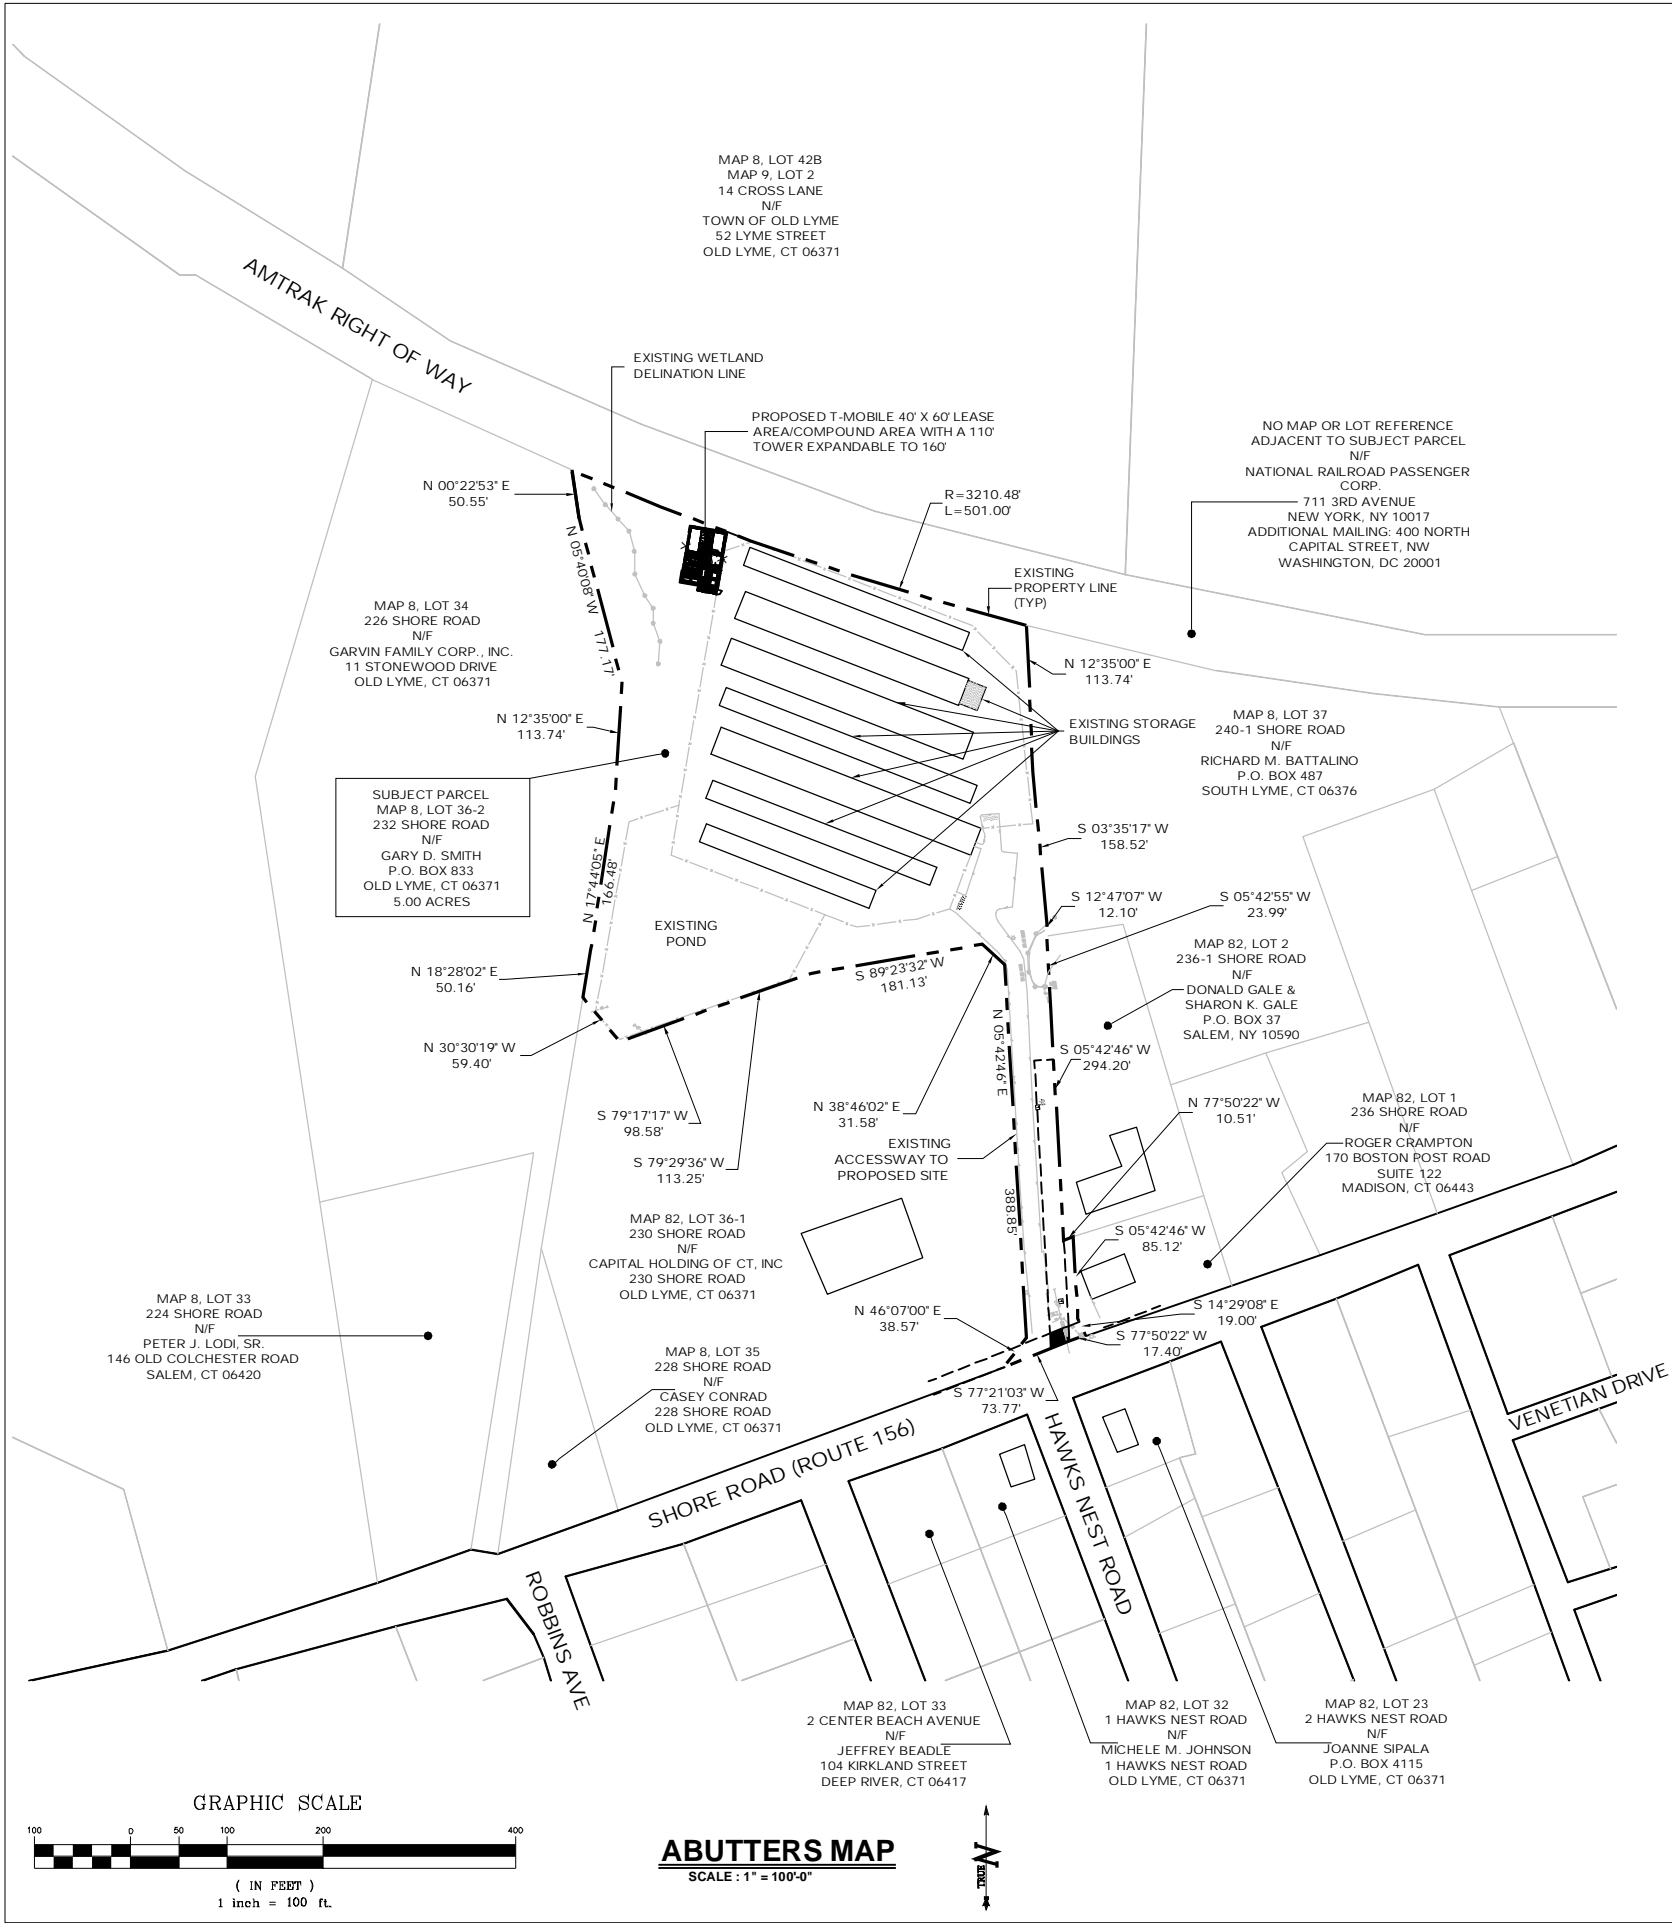 MAP 8, LOT 42B
MAP 9, LOT 2
14 CROSS LANE
N/F
TOWN OF OLD LYME
52 LYME STREET
OLD LYME, CT 06371
AMTRAK RIGHT OF WAY
EXISTING WETLAND
DELINATION LINE
PROPOSED T-MOBILE 40' X 60' LEASE
AREA/COMPOUND AREA WITH A 110'
TOWER EXPANDABLE TO 160'
NO MAP OR LOT REFERENCE
ADJACENT TO SUBJECT PARCEL
N/F
NATIONAL RAILROAD PASSENGER
CORP.
711 3RD AVENUE
NEW YORK, NY 10017
ADDITIONAL MAILING: 400 NORTH
CAPITAL STREET, NW
WASHINGTON, DC 20001
N 00°22'53" E
50.55'
R=3210.48'
L=501.00'
N 05°40'08" W 177.17'
EXISTING
PROPERTY LINE
(TYP)
MAP 8, LOT 34
226 SHORE ROAD
N/F
GARVIN FAMILY CORP., INC.
11 STONEWOOD DRIVE
OLD LYME, CT 06371
N 12°35'00" E
113.74'
N 12°35'00" E
113.74'
EXISTING STORAGE
BUILDINGS
MAP 8, LOT 37
240-1 SHORE ROAD
N/F
RICHARD M. BATTALINO
P.O. BOX 487
SOUTH LYME, CT 06376
SUBJECT PARCEL
MAP 8, LOT 36-2
232 SHORE ROAD
N/F
GARY D. SMITH
P.O. BOX 833
OLD LYME, CT 06371
5.00 ACRES
S 03°35'17" W
158.52'
N 17°44'05" E
166.48'
S 12°47'07" W
12.10'
S 05°42'55" W
23.99'
EXISTING
POND
MAP 82, LOT 2
236-1 SHORE ROAD
N/F
DONALD GALE &
SHARON K. GALE
P.O. BOX 37
SALEM, NY 10590
N 18°28'02" E
50.16'
S 89°23'32" W
181.13'
N 30°30'19" W
59.40'
N 05°42'46" E
388.85'
S 05°42'46" W
294.20'
S 79°17'17" W
98.58'
N 38°46'02" E
31.58'
N 77°50'22" W
10.51'
MAP 82, LOT 1
236 SHORE ROAD
N/F
ROGER CRAMPTON
170 BOSTON POST ROAD
SUITE 122
MADISON, CT 06443
S 79°29'36" W
113.25'
EXISTING
ACCESSWAY TO
PROPOSED SITE
MAP 82, LOT 36-1
230 SHORE ROAD
N/F
CAPITAL HOLDING OF CT, INC
230 SHORE ROAD
OLD LYME, CT 06371
S 05°42'46" W
85.12'
MAP 8, LOT 33
224 SHORE ROAD
N/F
PETER J. LODI, SR.
146 OLD COLCHESTER ROAD
SALEM, CT 06420
N 46°07'00" E
38.57'
S 14°29'08" E
19.00'
S 77°50'22" W
17.40'
MAP 8, LOT 35
228 SHORE ROAD
N/F
CASEY CONRAD
228 SHORE ROAD
OLD LYME, CT 06371
S 77°21'03" W
73.77'
VENETIAN DRIVE
SHORE ROAD (ROUTE 156)
HAWKS NEST ROAD
ROBBINS AVE
MAP 82, LOT 33
2 CENTER BEACH AVENUE
N/F
JEFFREY BEADLE
104 KIRKLAND STREET
DEEP RIVER, CT 06417
MAP 82, LOT 32
1 HAWKS NEST ROAD
N/F
MICHELE M. JOHNSON
1 HAWKS NEST ROAD
OLD LYME, CT 06371
MAP 82, LOT 23
2 HAWKS NEST ROAD
N/F
JOANNE SIPALA
P.O. BOX 4115
OLD LYME, CT 06371
GRAPHIC SCALE
100 0 50 100 200 400
( IN FEET )
1 inch = 100 ft.
ABUTTERS MAP
SCALE : 1" = 100'-0"
N
TRUE